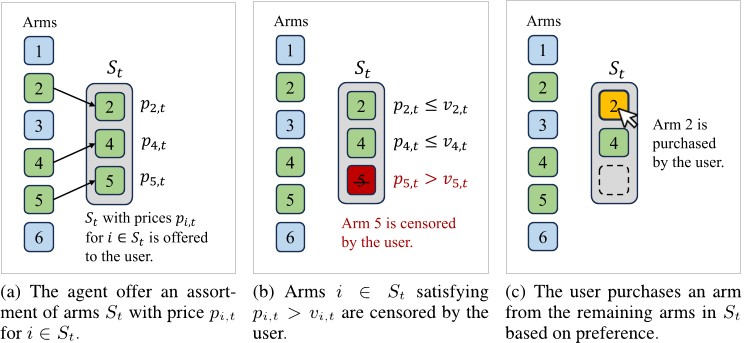 Arms
1
2
3
4
5
6
S_t
2
4
5
p_{2,t}
p_{4,t}
p_{5,t}
S_t with prices p_{i,t}
for i ∈ S_t is offered
to the user.
(a) The agent offer an assort-
ment of arms S_t with price p_{i,t}
for i ∈ S_t.
Arms
1
2
3
4
5
6
S_t
2
4
5
p_{2,t} ≤ v_{2,t}
p_{4,t} ≤ v_{4,t}
p_{5,t} > v_{5,t}
Arm 5 is censored
by the user.
(b) Arms i ∈ S_t satisfying
p_{i,t} > v_{i,t} are censored by the
user.
Arms
1
2
3
4
5
6
S_t
2
4
Arm 2 is
purchased
by the user.
(c) The user purchases an arm
from the remaining arms in S_t
based on preference.